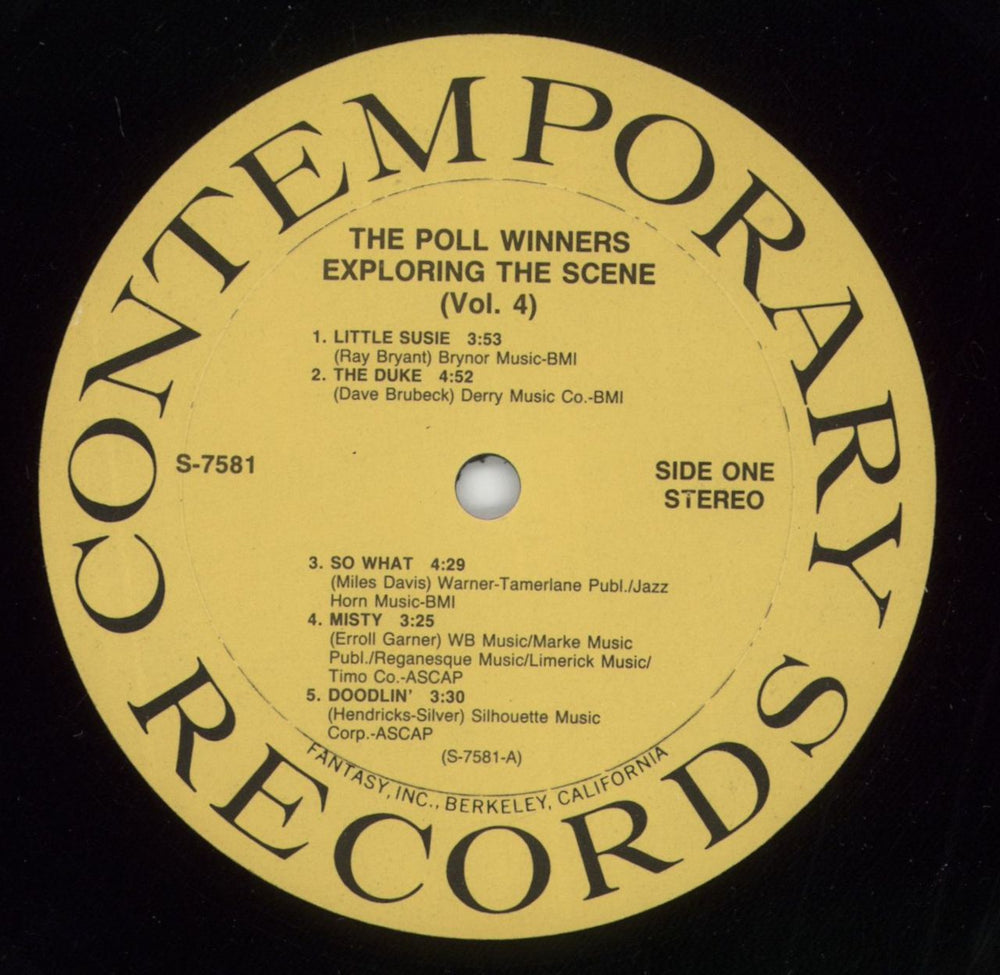 CONTEMPORARY
THE POLL WINNERS
EXPLORING THE SCENE
(Vol. 4)
1. LITTLE SUSIE 3:53
(Ray Bryant) Brynor Music-BMI
2. THE DUKE 4:52
(Dave Brubeck) Derry Music Co.-BMI
S-7581
SIDE ONE
STEREO
3. SO WHAT 4:29
(Miles Davis) Warner-Tamerlane Publ./Jazz
Horn Music-BMI
4. MISTY 3:25
(Erroll Garner) WB Music/Marke Music
Publ./Reganesque Music/Limerick Music/
Timo Co.-ASCAP
5. DOODLIN' 3:30
(Hendricks-Silver) Silhouette Music
Corp.-ASCAP
(S-7581-A)
FANTASY, INC., BERKELEY, CALIFORNIA
RECORDS